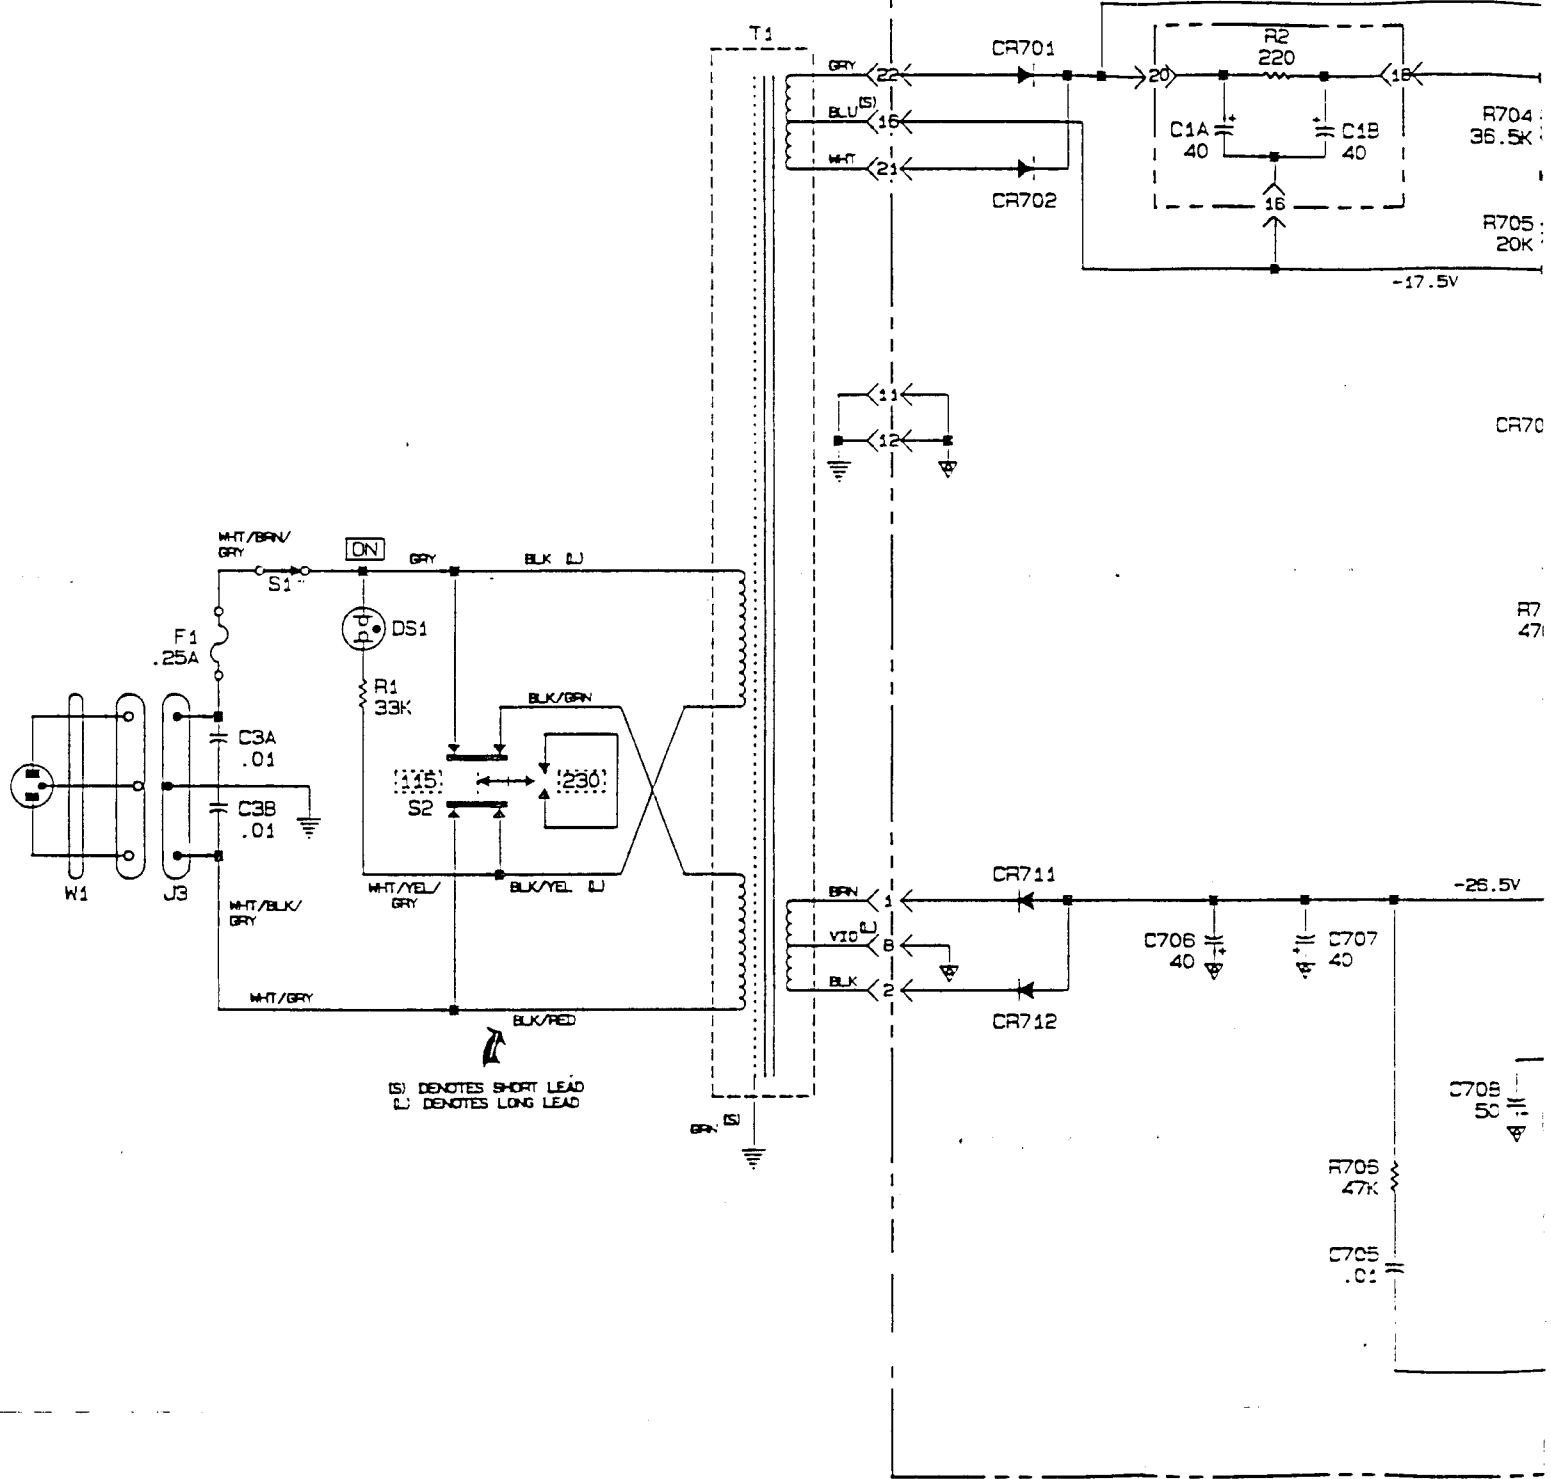 T1
CR701
R2
220
GRY
22
20
18
BLU (S)
16
C1A
40
C1B
40
R704
36.5K
WHT
21
CR702
16
R705
20K
-17.5V
11
12
CR70
WHT/BRN/
GRY
ON
GRY
BLK (L)
S1
F1
.25A
DS1
R7
47
R1
33K
BLK/GRN
C3A
.01
115
230
S2
C3B
.01
W1
J3
WHT/YEL/
GRY
BLK/YEL (L)
WHT/BLK/
GRY
BRN
1
CR711
-26.5V
VIO (L)
8
C706
40
C707
40
BLK
2
CR712
WHT/GRY
BLK/RED
(S) DENOTES SHORT LEAD
(L) DENOTES LONG LEAD
(S)
C708
50
R706
47K
C705
.01